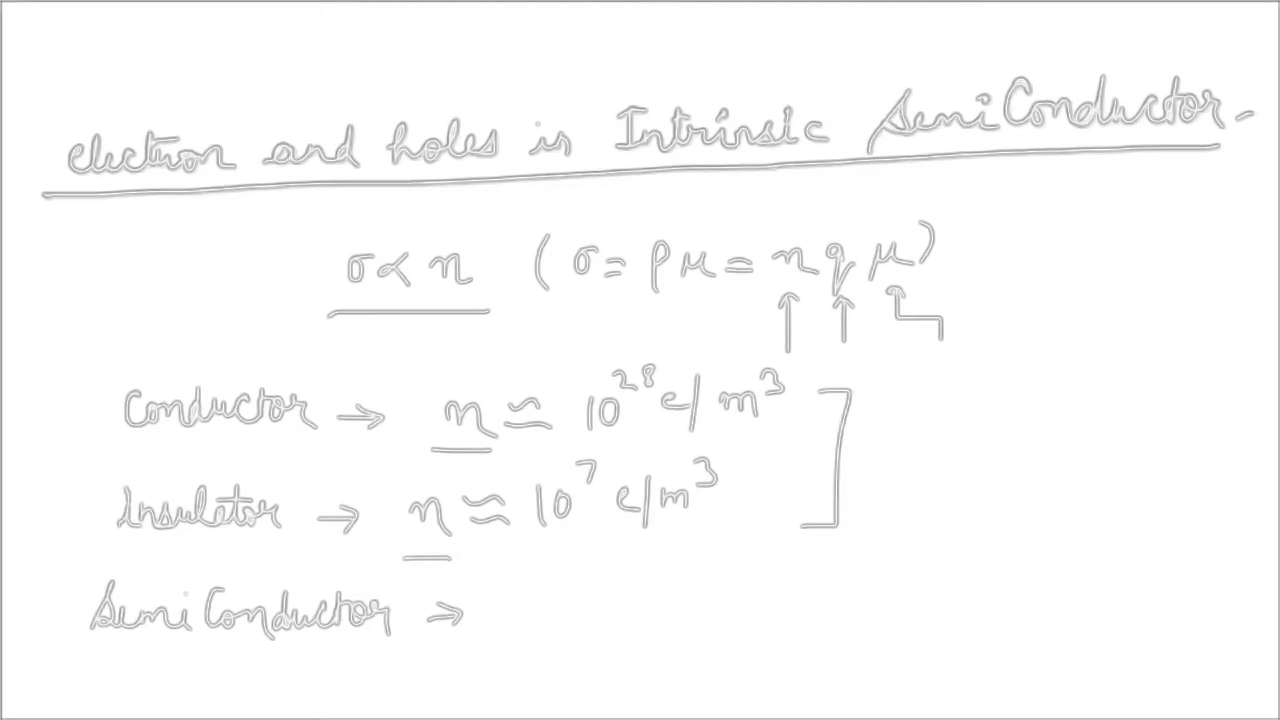 electron and holes in Intrinsic SemiConductor.
σ ∝ n (σ = ρμ = nqμ)
Conductor → n ≃ 10²⁸ e/m³
Insulator → n ≈ 10⁷ e/m³
SemiConductor →